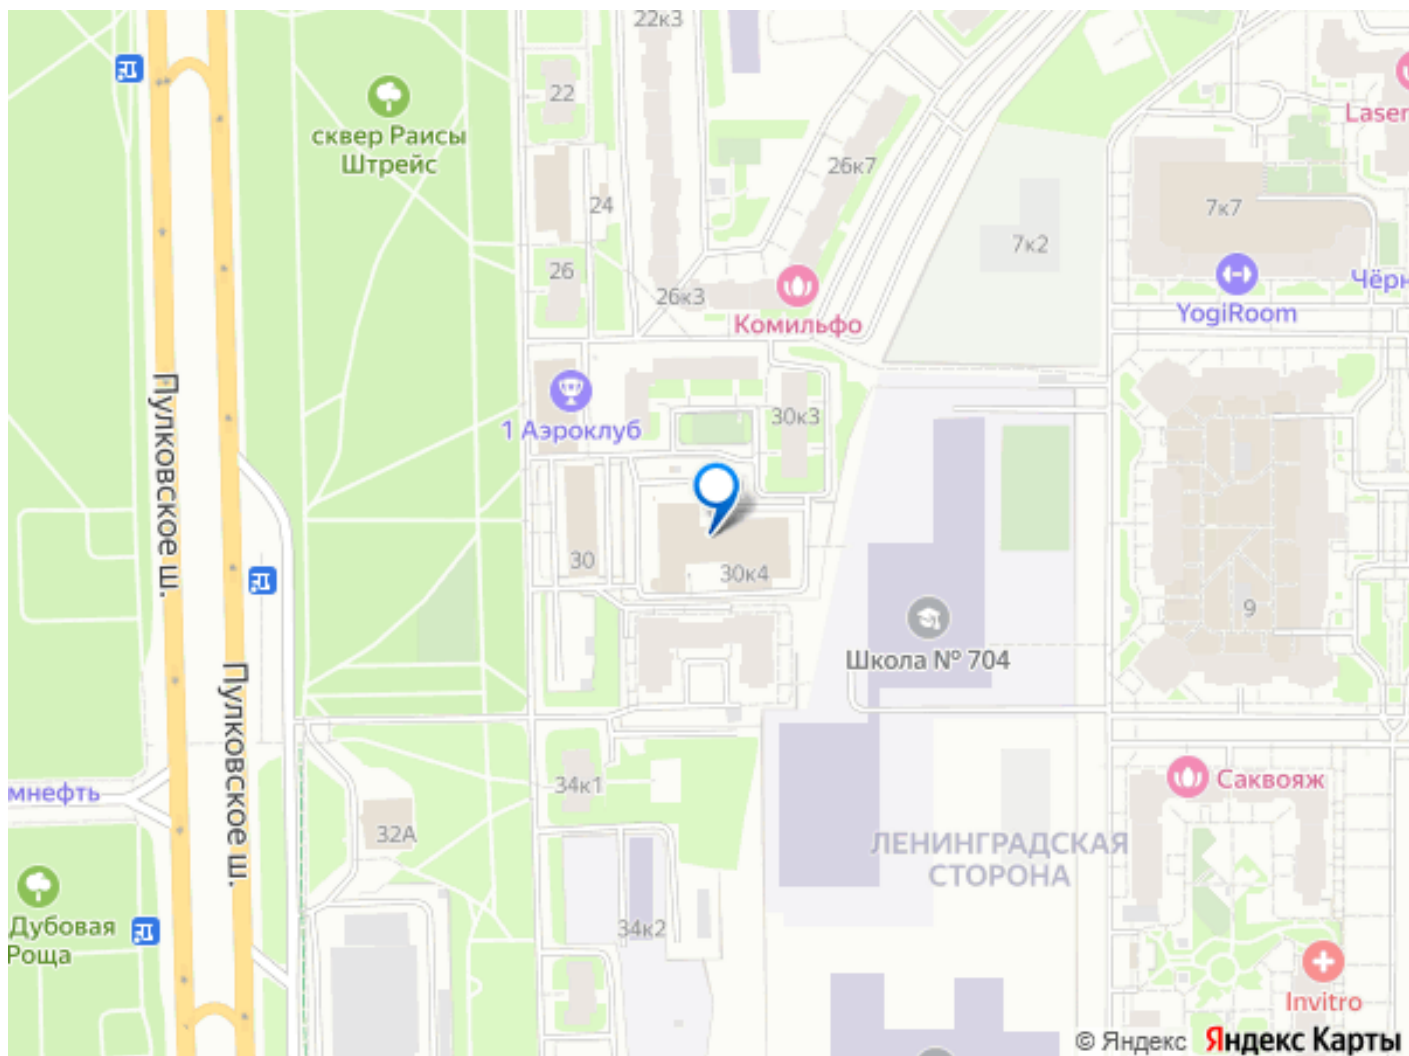 22к3
22
сквер Раисы
Штрейс
Laser
26к7
24
7к7
7к2
26
26к3
Комильфо
Чёрн
YogiRoom
Пулковское ш.
1 Аэроклуб
30к3
30
30к4
9
Школа № 704
Пулковское ш.
34к1
мнефть
Саквояж
32А
ЛЕНИНГРАДСКАЯ
СТОРОНА
Дубовая
Роща
34к2
Invitro
© Яндекс Яндекс Карты